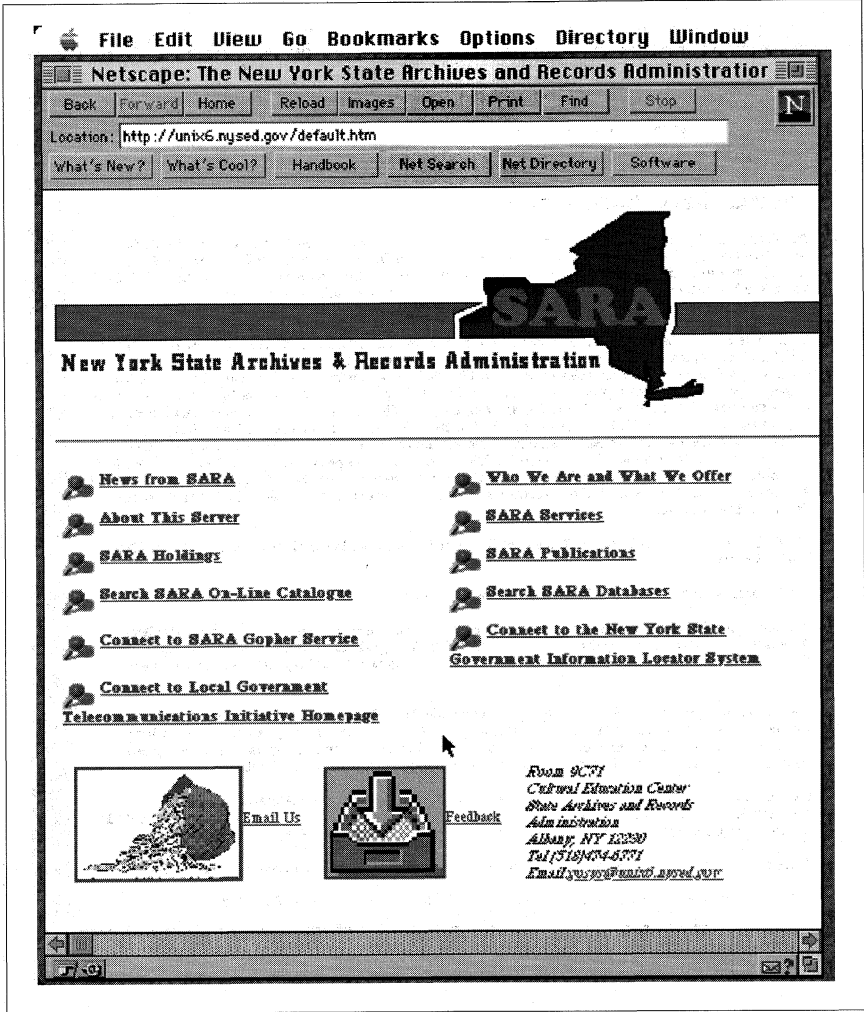 File Edit View Go Bookmarks Options Directory Window
Netscape: The New York State Archives and Records Administration
Back Forward Home Reload Images Open Print Find Stop
N
Location: http://unix6.nysed.gov/default.htm
What's New? What's Cool? Handbook Net Search Net Directory Software
SARA
New York State Archives & Records Administration
News from SARA
Who We Are and What We Offer
About This Server
SARA Services
SARA Holdings
SARA Publications
Search SARA On-Line Catalogue
Search SARA Databases
Connect to SARA Gopher Service
Connect to the New York State
Government Information Locator System
Connect to Local Government
Telecommunications Initiative Homepage
Email Us
Feedback
Room 9C71
Cultural Education Center
State Archives and Records
Administration
Albany, NY 12230
Tel (518)474-6771
Email
?